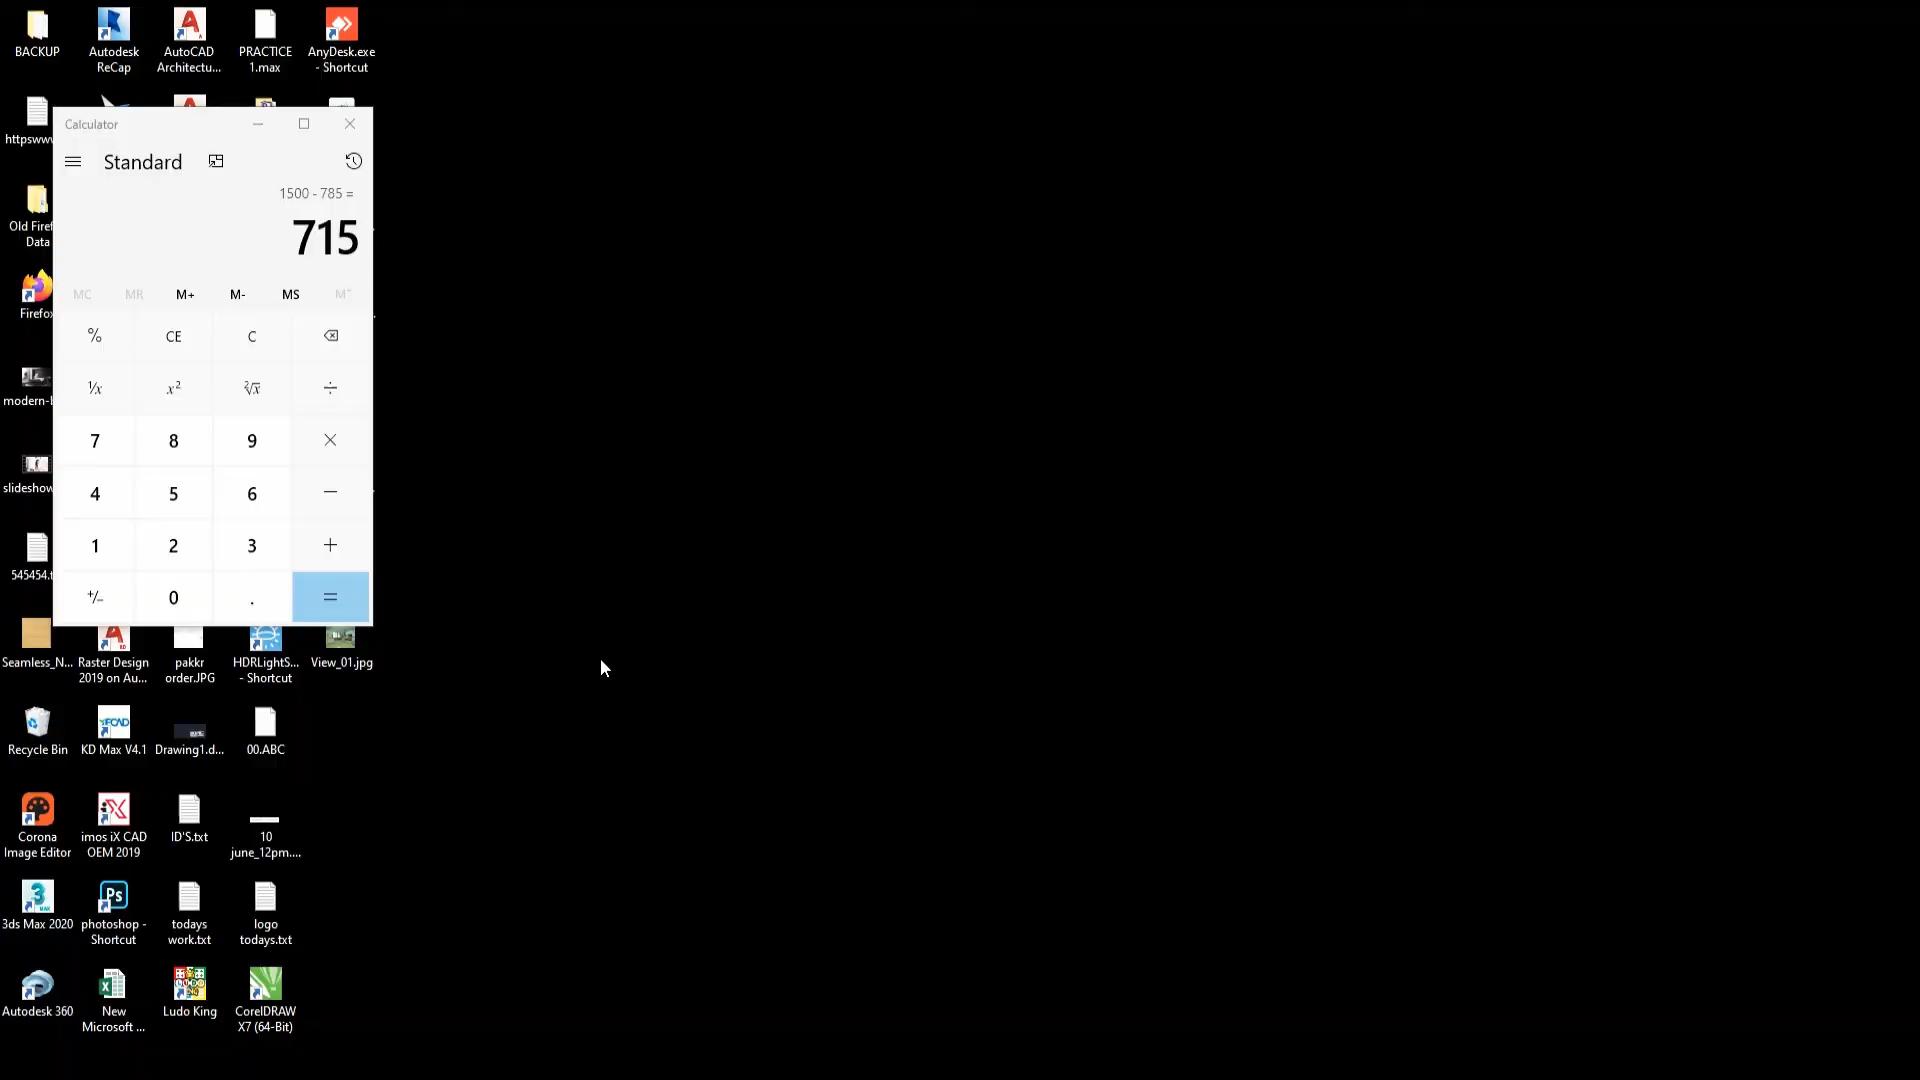 BACKUP
Autodesk
ReCap
AutoCAD
Architectu...
PRACTICE
1.max
AnyDesk.exe
- Shortcut
httpsww
Calculator
Standard
1500 - 785 =
715
MC MR M+ M- MS M˅
% CE C
1/x x² ²√x ÷
7 8 9 ×
4 5 6 −
1 2 3 +
+/- 0 . =
Old Firef
Data
Firefox
modern-
slideshow
545454.t
Seamless_N...
Raster Design
2019 on Au...
pakkr
order.JPG
HDRLightS...
- Shortcut
View_01.jpg
Recycle Bin
KD Max V4.1
Drawing1.d...
00.ABC
Corona
Image Editor
imos iX CAD
OEM 2019
ID'S.txt
10
june_12pm....
3ds Max 2020
photoshop -
Shortcut
todays
work.txt
logo
todays.txt
Autodesk 360
New
Microsoft ...
Ludo King
CorelDRAW
X7 (64-Bit)